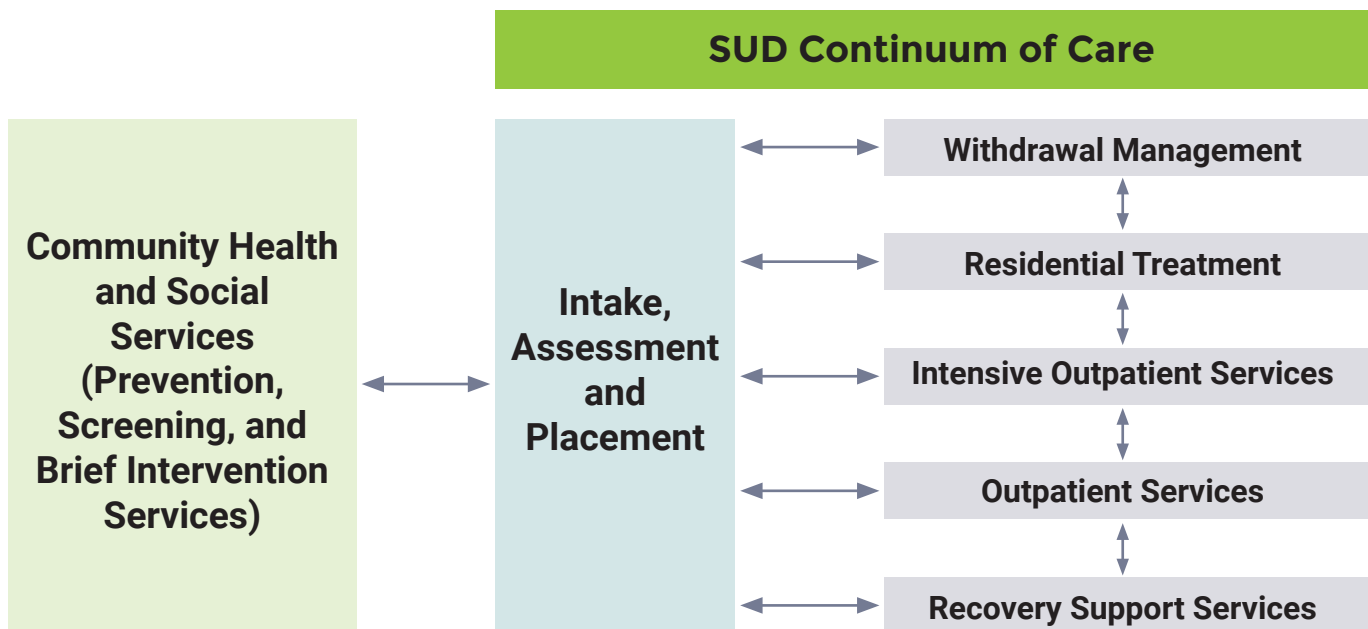 SUD Continuum of Care
Community Health
and Social
Services
(Prevention,
Screening, and
Brief Intervention
Services)
Intake,
Assessment
and
Placement
Withdrawal Management
Residential Treatment
Intensive Outpatient Services
Outpatient Services
Recovery Support Services